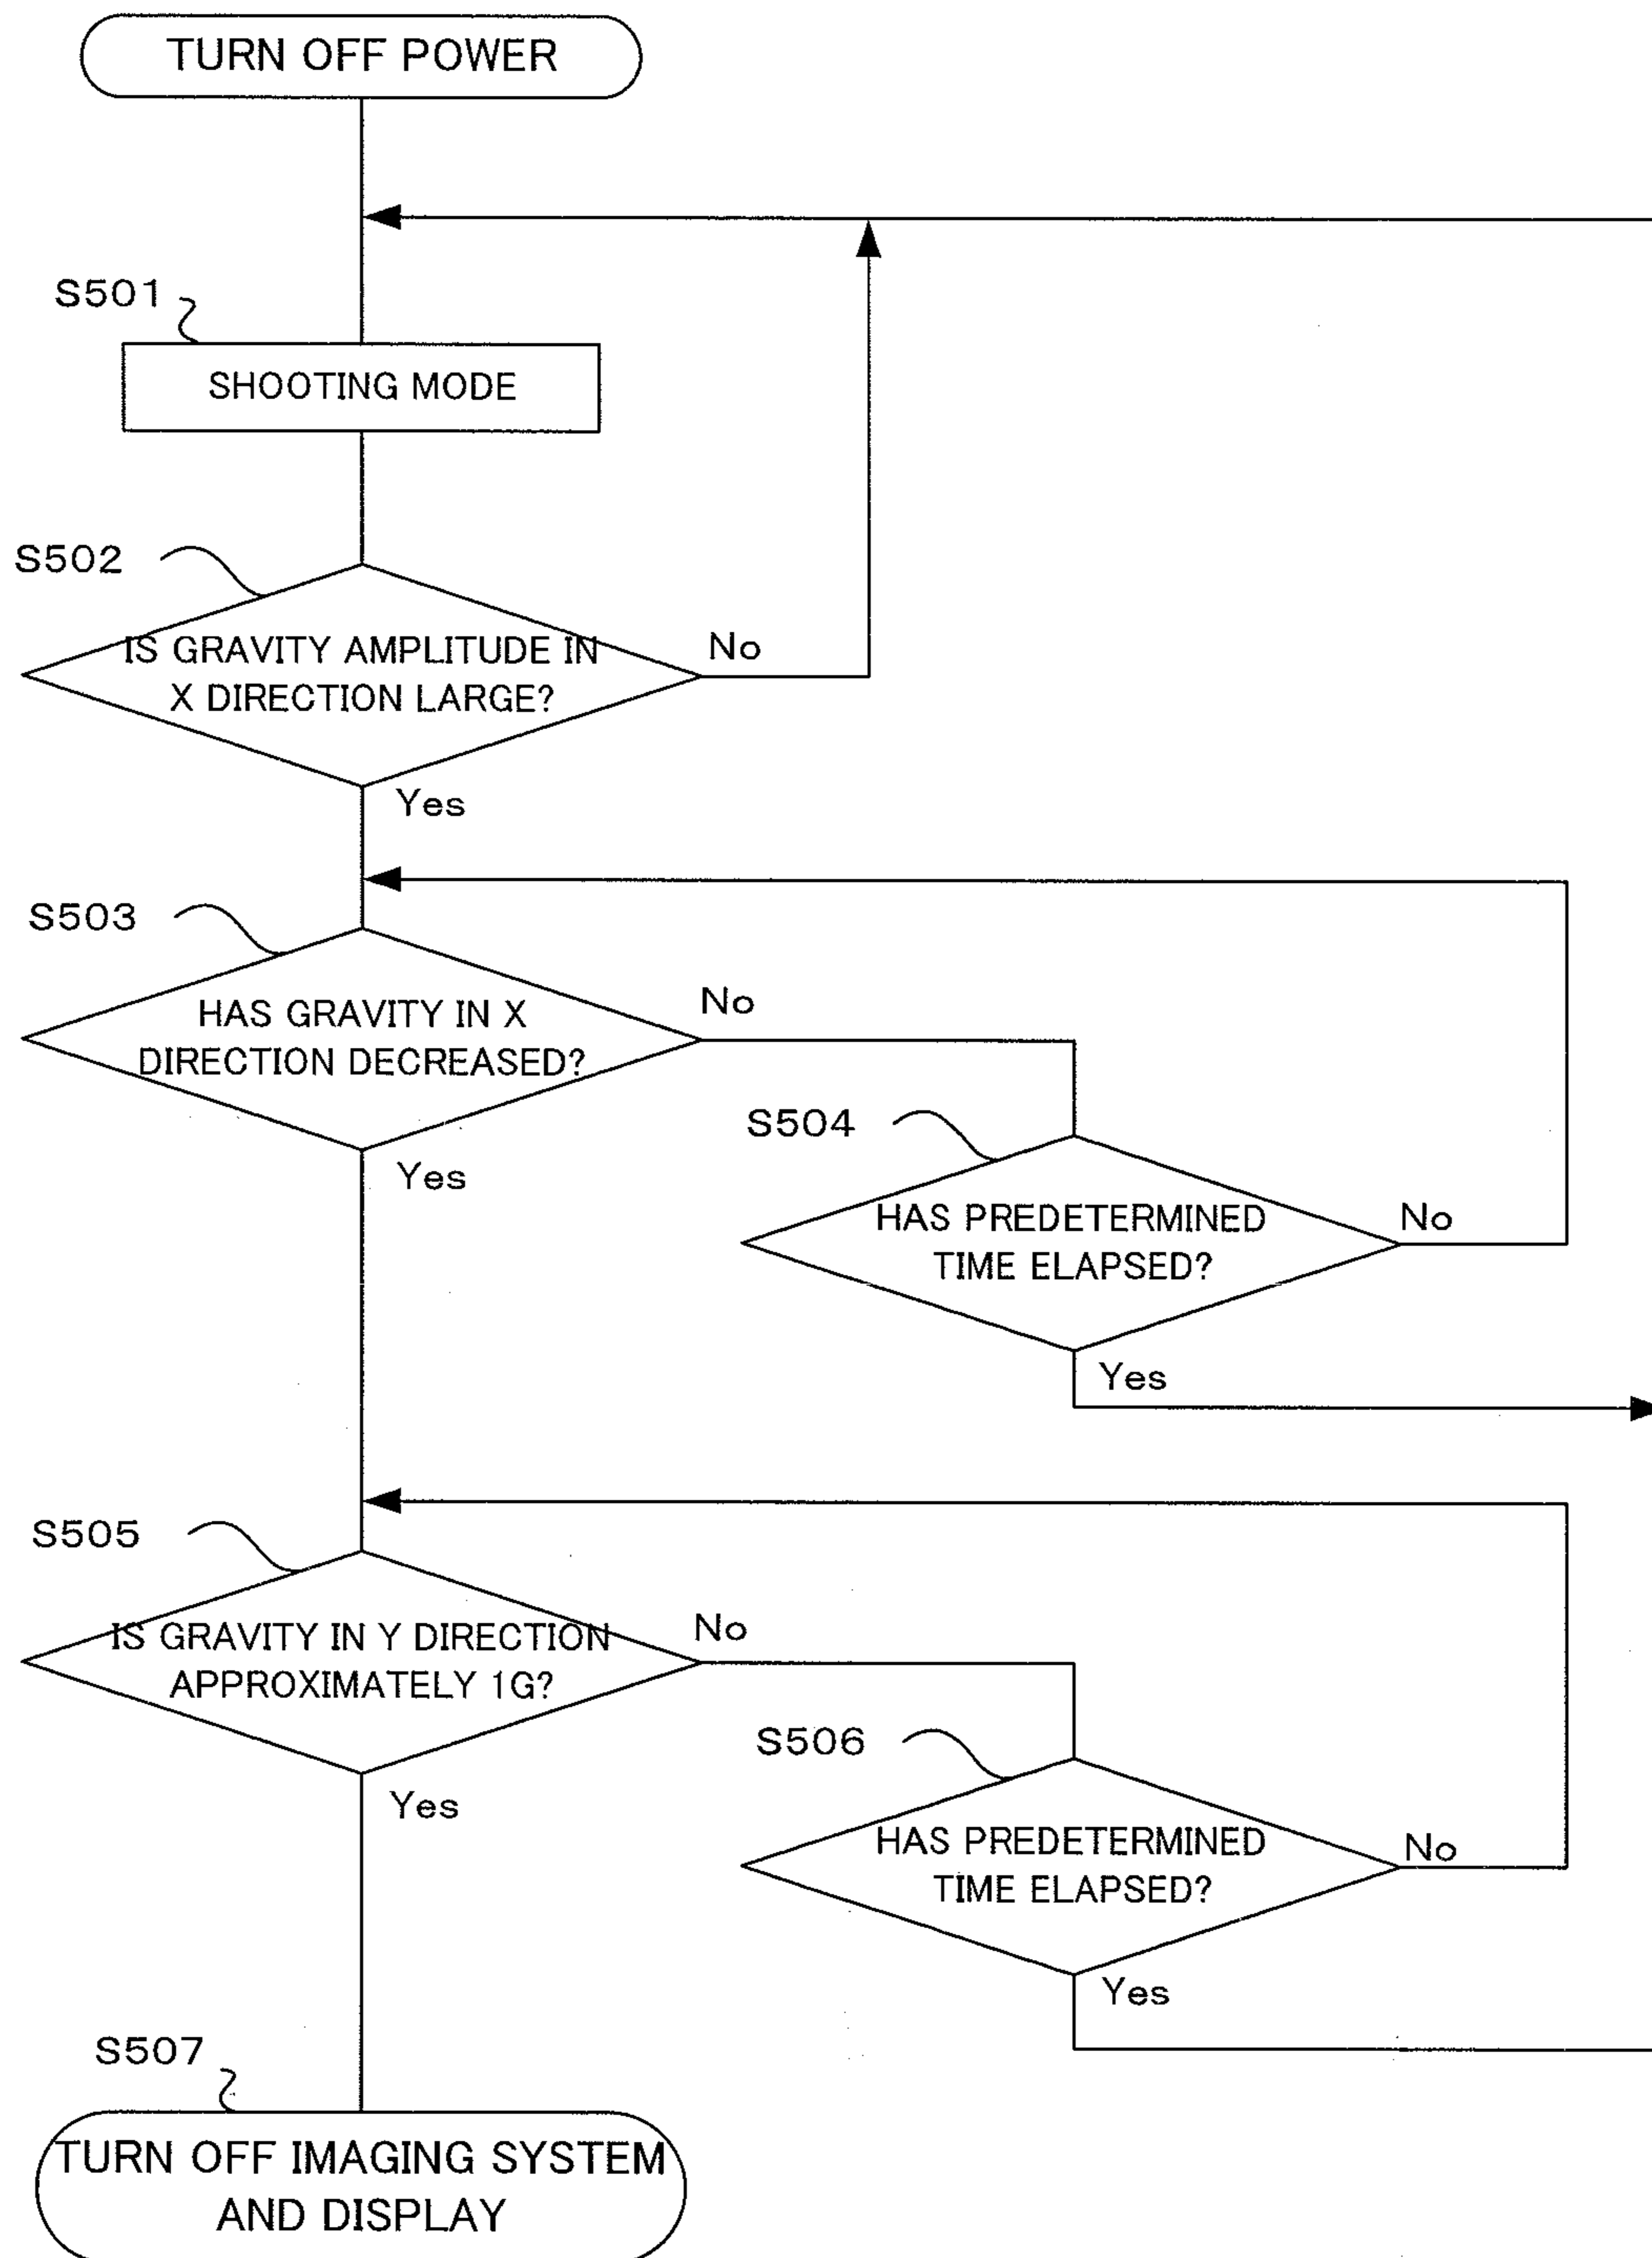 TURN OFF POWER
S501
SHOOTING MODE
S502
IS GRAVITY AMPLITUDE IN
X DIRECTION LARGE?
No
Yes
S503
HAS GRAVITY IN X
DIRECTION DECREASED?
No
Yes
S504
HAS PREDETERMINED
TIME ELAPSED?
No
Yes
S505
IS GRAVITY IN Y DIRECTION
APPROXIMATELY 1G?
No
Yes
S506
HAS PREDETERMINED
TIME ELAPSED?
No
Yes
S507
TURN OFF IMAGING SYSTEM
AND DISPLAY